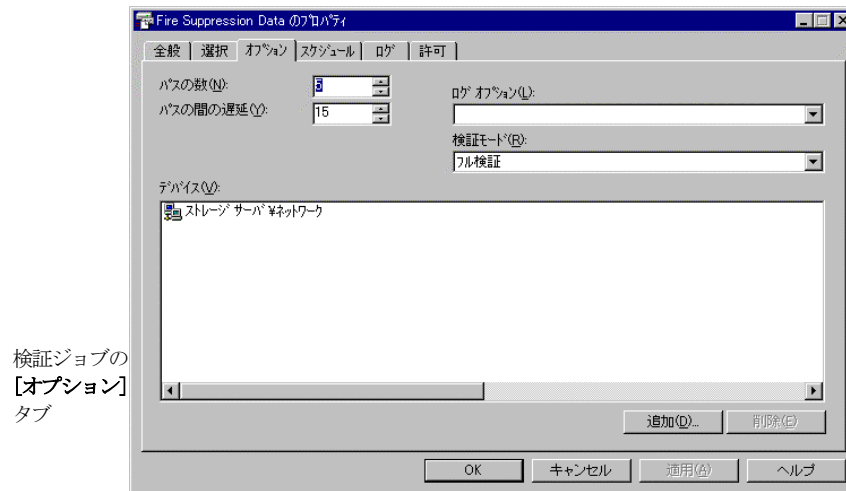 Fire Suppression Data のプロパティ
全般 選択 オプション スケジュール ログ 許可
パスの数(N): 5
パスの間の遅延(Y): 15
ログ オプション(L):
検証モード(R):
フル検証
デバイス(V):
ストレージ サーバ¥ネットワーク
検証ジョブの
[オプション]
タブ
追加(D)... 削除(E)
OK キャンセル 適用(A) ヘルプ